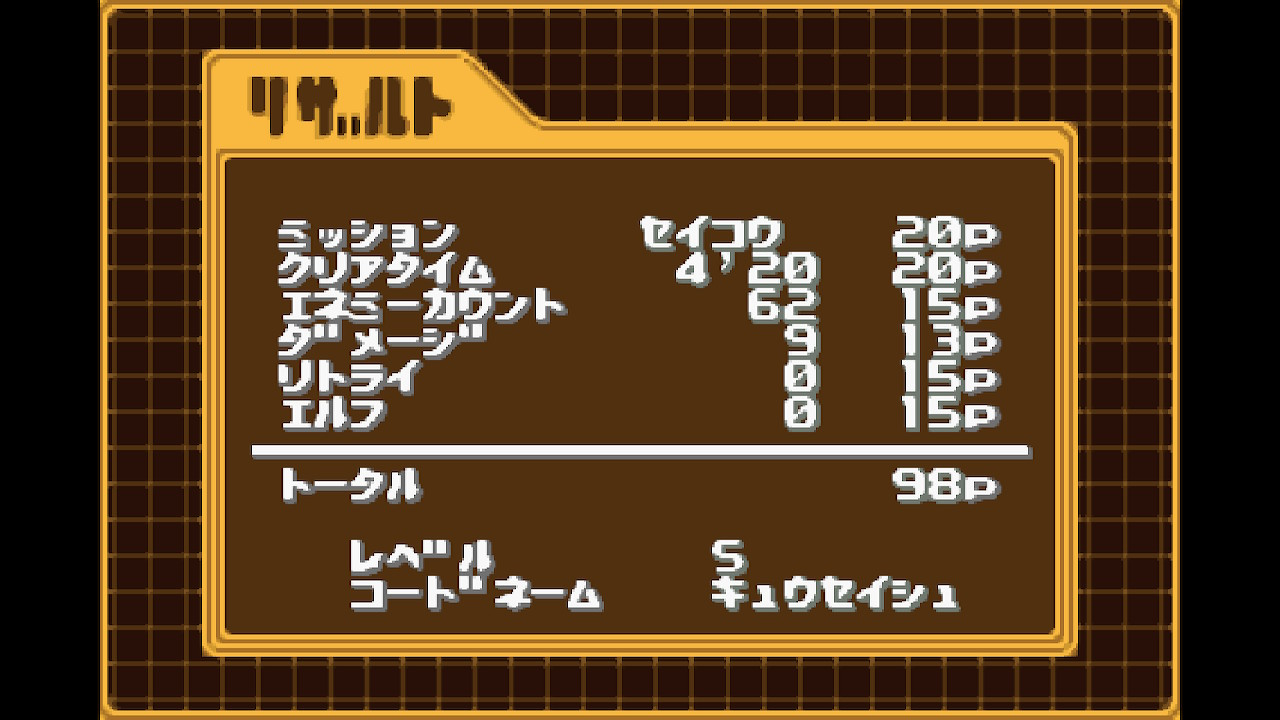 リザルト
ミッション セイコウ 20P
クリアタイム 4'20 20P
エネミーカウント 62 15P
ダメージ 9 13P
リトライ 0 15P
エルフ 0 15P
トータル 98P
レベル S
コードネーム キュウセイシュ